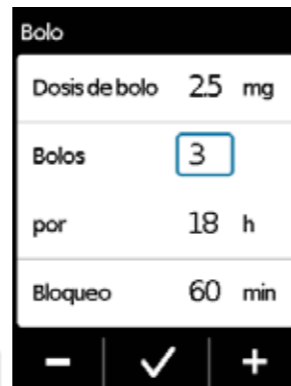 Bolo
Dosis de bolo 2.5 mg
Bolos 3
por 18 h
Bloqueo 60 min